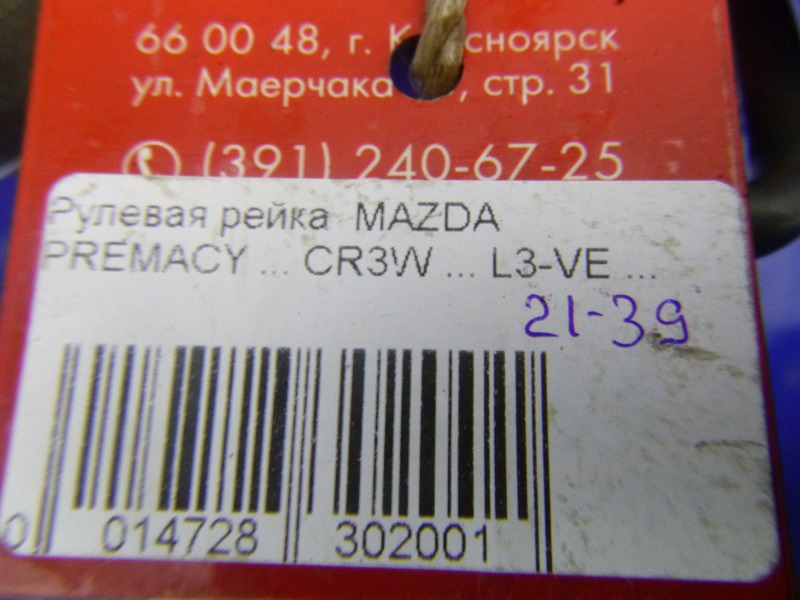 66 00 48, г. Красноярск
ул. Маерчака , стр. 31
(391) 240-67-25
Рулевая рейка MAZDA
PREMACY ... CR3W ... L3-VE ...
21-39
0 014728 302001